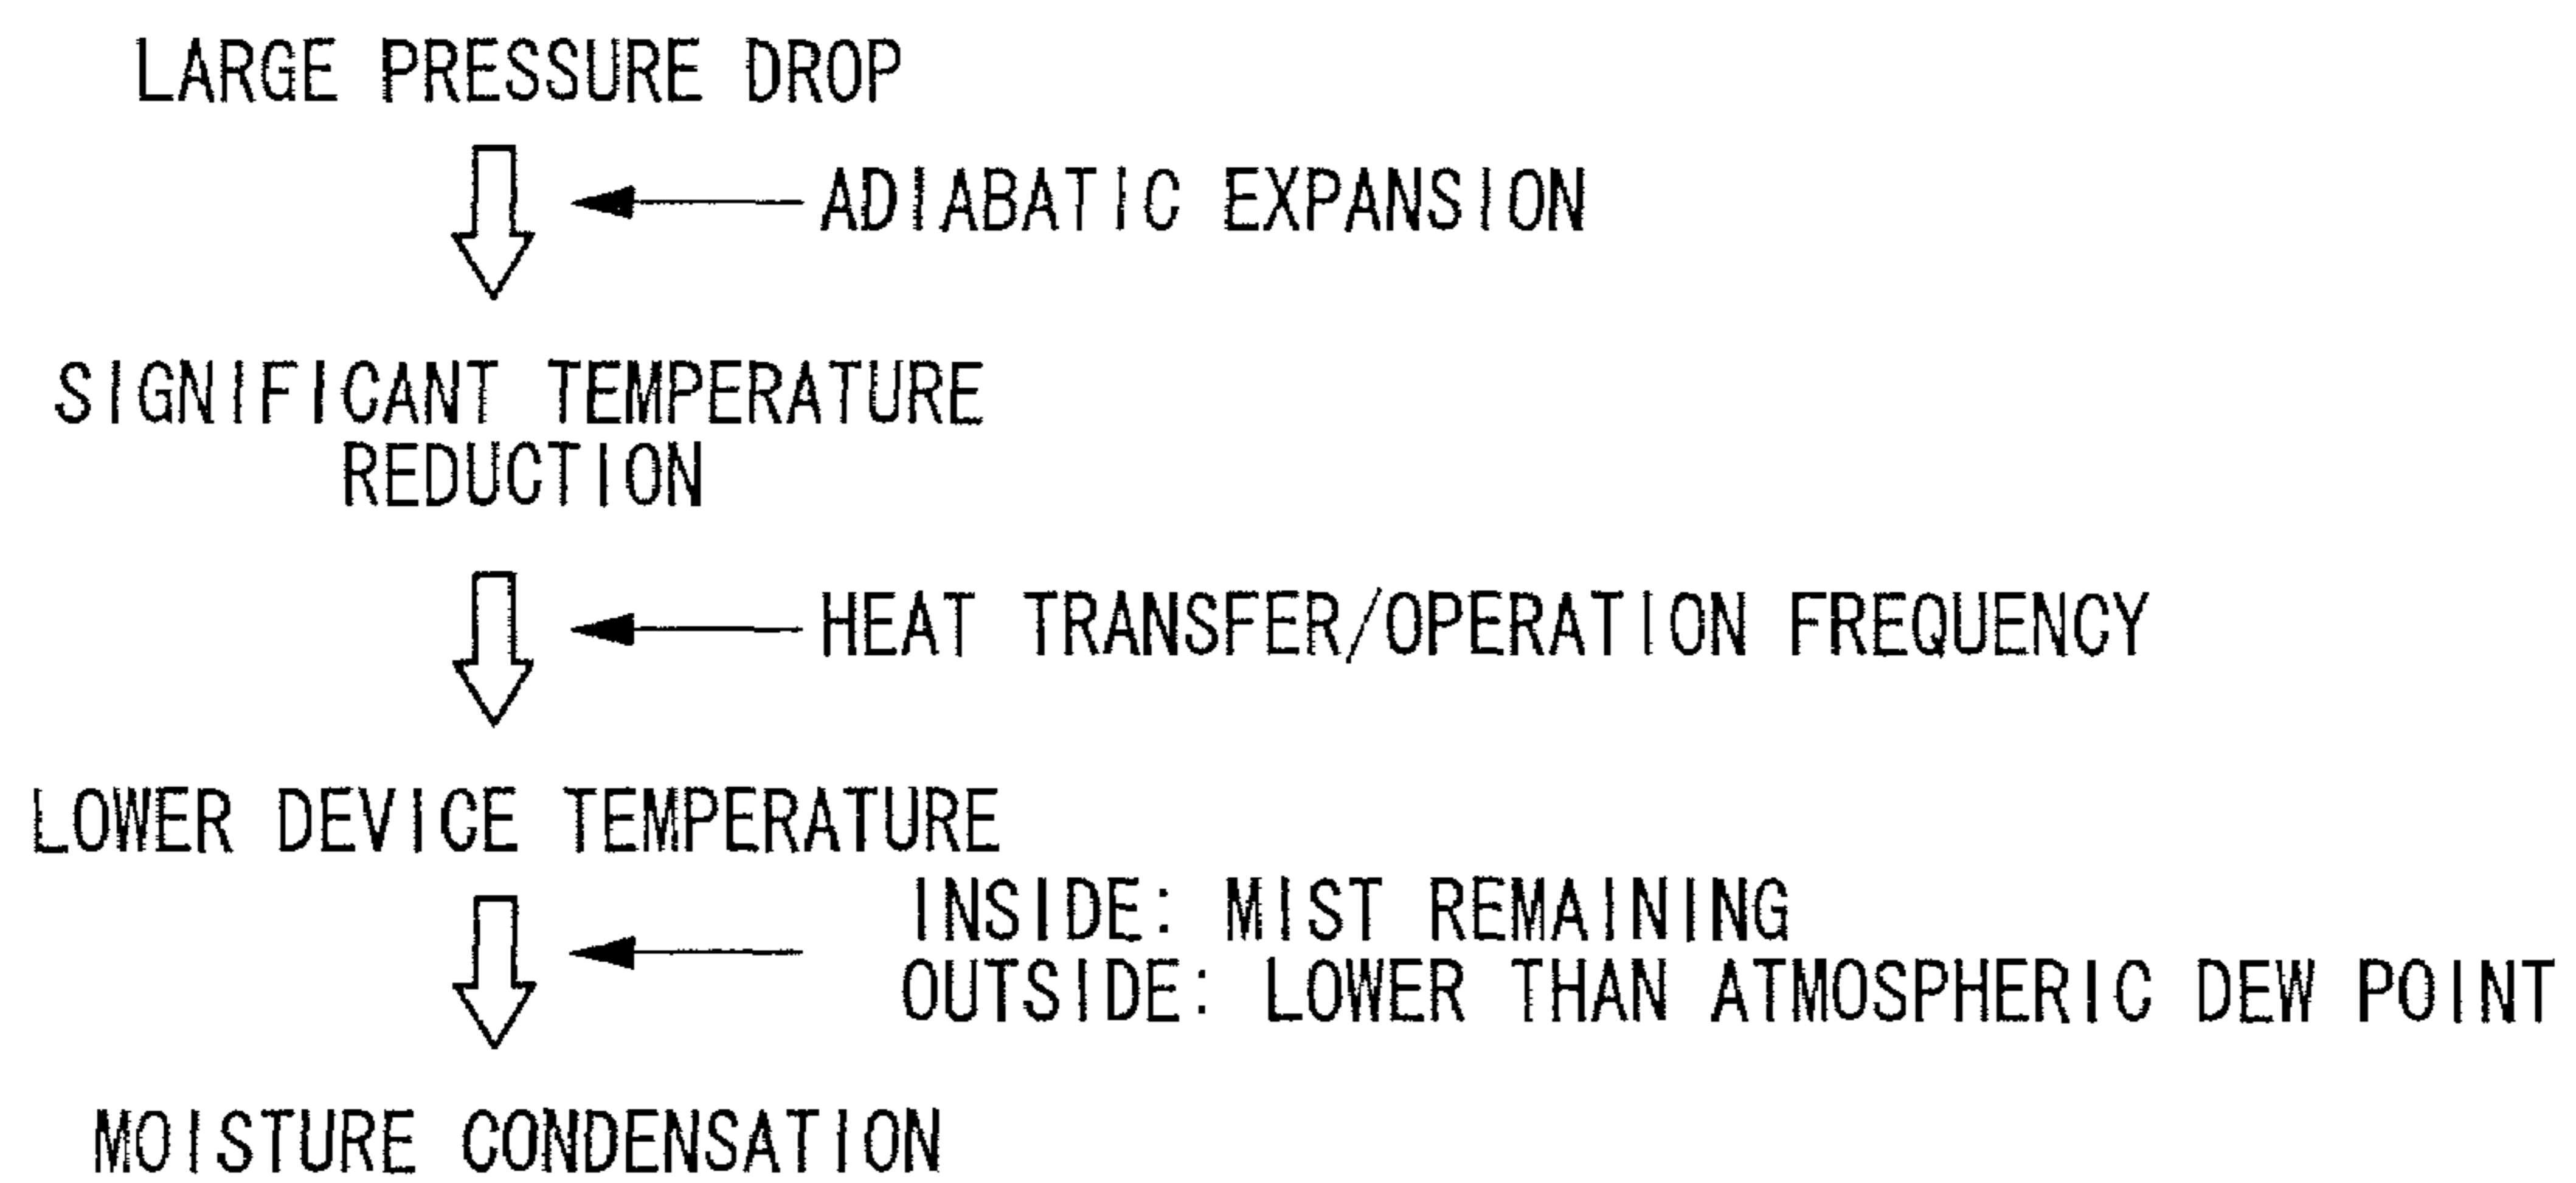 LARGE PRESSURE DROP
ADIABATIC EXPANSION
SIGNIFICANT TEMPERATURE
REDUCTION
HEAT TRANSFER/OPERATION FREQUENCY
LOWER DEVICE TEMPERATURE
INSIDE: MIST REMAINING
OUTSIDE: LOWER THAN ATMOSPHERIC DEW POINT
MOISTURE CONDENSATION